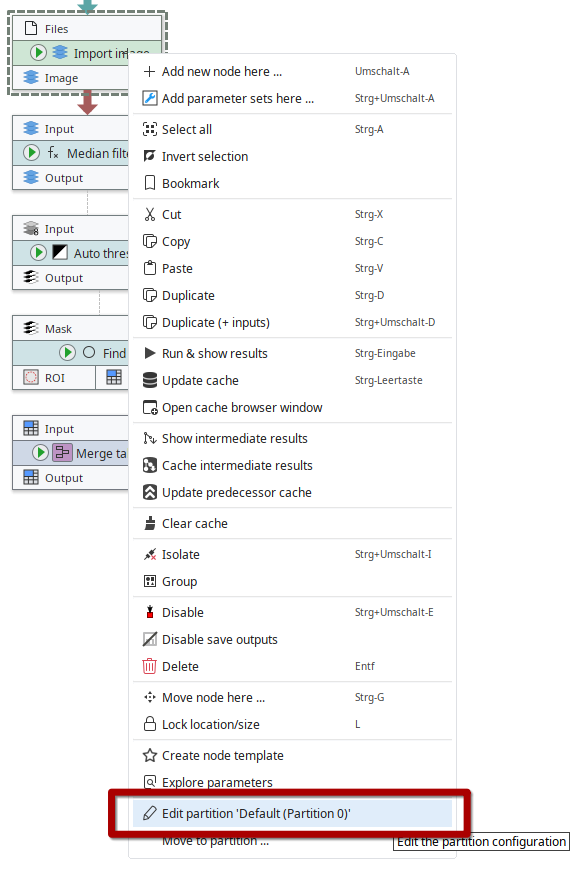 Files
Import image
Image
Input
Median filte
Output
Input
Auto thres
Output
Mask
Find
ROI
Input
Merge ta
Output
Add new node here ... Umschalt-A
Add parameter sets here ... Strg+Umschalt-A
Select all Strg-A
Invert selection
Bookmark
Cut Strg-X
Copy Strg-C
Paste Strg-V
Duplicate Strg-D
Duplicate (+ inputs) Strg+Umschalt-D
Run & show results Strg-Eingabe
Update cache Strg-Leertaste
Open cache browser window
Show intermediate results
Cache intermediate results
Update predecessor cache
Clear cache
Isolate Strg+Umschalt-I
Group
Disable Strg+Umschalt-E
Disable save outputs
Delete Entf
Move node here ... Strg-G
Lock location/size L
Create node template
Explore parameters
Edit partition 'Default (Partition 0)'
Move to partition ...
Edit the partition configuration